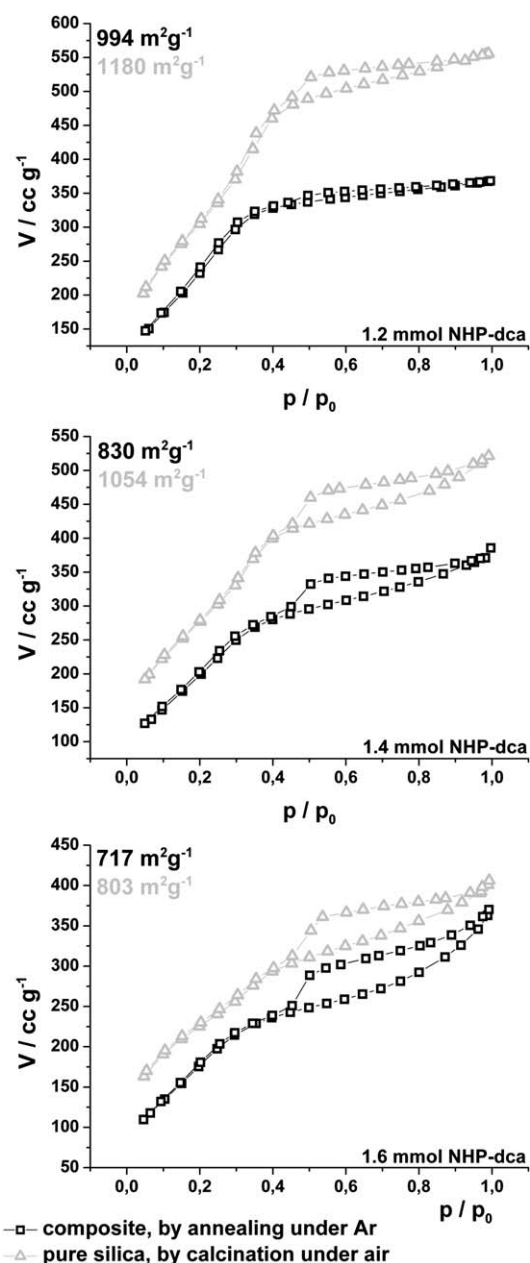 600
994 m²g⁻¹
550
1180 m²g⁻¹
500
450
400
350
300
250
200
150
V / cc g⁻¹
1.2 mmol NHP-dca
0,0 0,2 0,4 0,6 0,8 1,0
p / p₀
550
830 m²g⁻¹
500
1054 m²g⁻¹
450
400
350
300
250
200
150
100
V / cc g⁻¹
1.4 mmol NHP-dca
0,0 0,2 0,4 0,6 0,8 1,0
p / p₀
450
717 m²g⁻¹
400
803 m²g⁻¹
350
300
250
200
150
100
50
V / cc g⁻¹
1.6 mmol NHP-dca
0,0 0,2 0,4 0,6 0,8 1,0
p / p₀
composite, by annealing under Ar
pure silica, by calcination under air